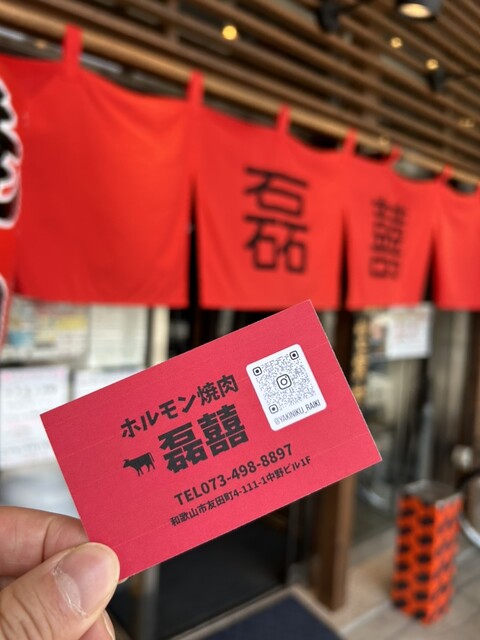 磊
囍
ホルモン焼肉
磊囍
@YAKINIKU_RAIKI
TEL073-498-8897
和歌山市友田町4-111-1中野ビル1F